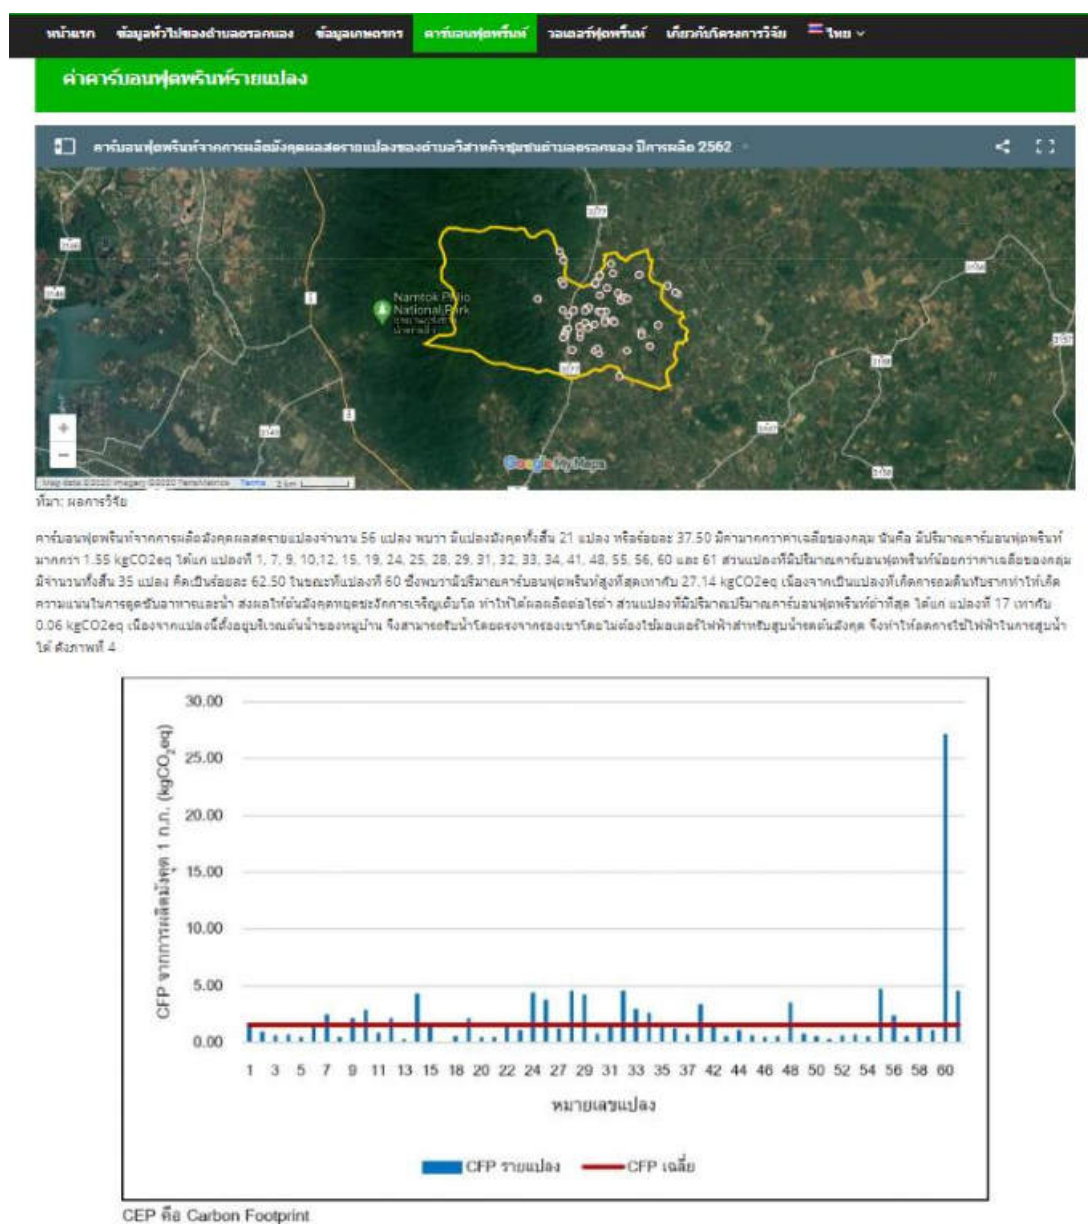 หน้าแรก ข้อมูลทั่วไปของตำบลตรอกนอง ข้อมูลเกษตรกร คาร์บอนฟุตพริ้นท์ วอเตอร์ฟุตพริ้นท์ เกี่ยวกับโครงการวิจัย ไทย
ค่าคาร์บอนฟุตพรินท์รายแปลง
คาร์บอนฟุตพรินท์จากการผลิตมังคุดผลสดรายแปลงของตำบลวิสาหกิจชุมชนตำบลตรอกนอง ปีการผลิต 2562
3277
3146
Namtok Phlio
National Park
3277
3
3
3157
Google My Maps
Map data ©2020 Imagery ©2020 TerraMetrics Terms 2 km
ที่มา: ผลการวิจัย
คาร์บอนฟุตพรินท์จากการผลิตมังคุดผลสดรายแปลงจำนวน 56 แปลง พบว่า มีแปลงมังคุดทั้งสิ้น 21 แปลง หรือร้อยละ 37.50 มีค่ามากกว่าค่าเฉลี่ยของกลุ่ม นั่นคือ มีปริมาณคาร์บอนฟุตพรินท์
มากกว่า 1.55 kgCO2eq ได้แก่ แปลงที่ 1, 7, 9, 10,12, 15, 19, 24, 25, 28, 29, 31, 32, 33, 34, 41, 48, 55, 56, 60 และ 61 ส่วนแปลงที่มีปริมาณคาร์บอนฟุตพรินท์น้อยกว่าค่าเฉลี่ยของกลุ่ม
มีจำนวนทั้งสิ้น 35 แปลง คิดเป็นร้อยละ 62.50 ในขณะที่แปลงที่ 60 ซึ่งพบว่ามีปริมาณคาร์บอนฟุตพรินท์สูงที่สุดเท่ากับ 27.14 kgCO2eq เนื่องจากเป็นแปลงที่เกิดการถมดินทับรากทำให้เกิด
ความแน่นในการดูดซับอาหารและน้ำ ส่งผลให้ต้นมังคุดหยุดชะงักการเจริญเติบโต ทำให้ได้ผลผลิตต่อไร่ต่ำ ส่วนแปลงที่มีปริมาณปริมาณคาร์บอนฟุตพรินท์ต่ำที่สุด ได้แก่ แปลงที่ 17 เท่ากับ
0.06 kgCO2eq เนื่องจากแปลงนี้ตั้งอยู่บริเวณต้นน้ำของหมู่บ้าน จึงสามารถรับน้ำโดยตรงจากร่องเขาโดยไม่ต้องใช้มอเตอร์ไฟฟ้าสำหรับสูบน้ำรดต้นมังคุด จึงทำให้ลดการใช้ไฟฟ้าในการสูบน้ำ
ได้ ดังภาพที่ 4
CFP จากการผลิตมังคุด 1 ก.ก. (kgCO2eq)
30.00
25.00
20.00
15.00
10.00
5.00
0.00
1 3 5 7 9 11 13 15 18 20 22 24 27 29 31 33 35 37 42 44 46 48 50 52 54 56 58 60
หมายเลขแปลง
CFP รายแปลง CFP เฉลี่ย
CEP คือ Carbon Footprint